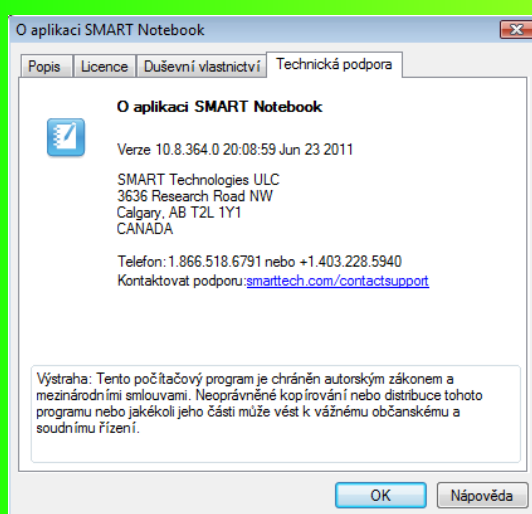 O aplikaci SMART Notebook
Popis Licence Duševní vlastnictví Technická podpora
O aplikaci SMART Notebook
Verze 10.8.364.0 20:08:59 Jun 23 2011
SMART Technologies ULC
3636 Research Road NW
Calgary, AB T2L 1Y1
CANADA
Telefon: 1.866.518.6791 nebo +1.403.228.5940
Kontaktovat podporu:smarttech.com/contactsupport
Výstraha: Tento počítačový program je chráněn autorským zákonem a
mezinárodními smlouvami. Neoprávněné kopírování nebo distribuce tohoto
programu nebo jakékoli jeho části může vést k vážnému občanskému a
soudnímu řízení.
OK Nápověda